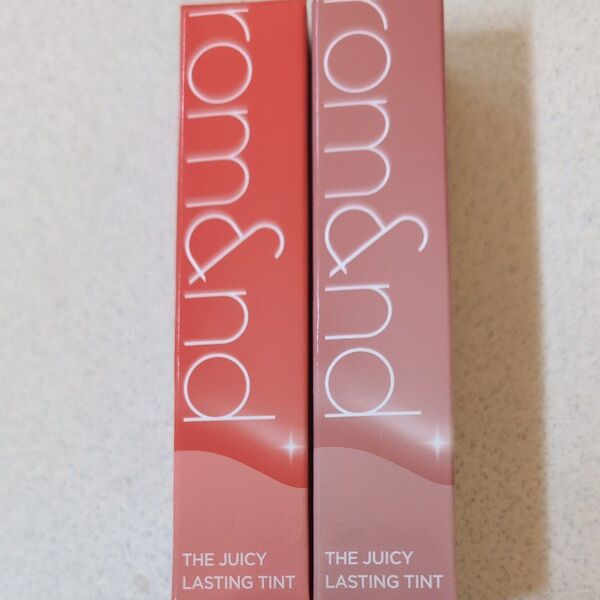 rom&nd
THE JUICY
LASTING TINT
rom&nd
THE JUICY
LASTING TINT